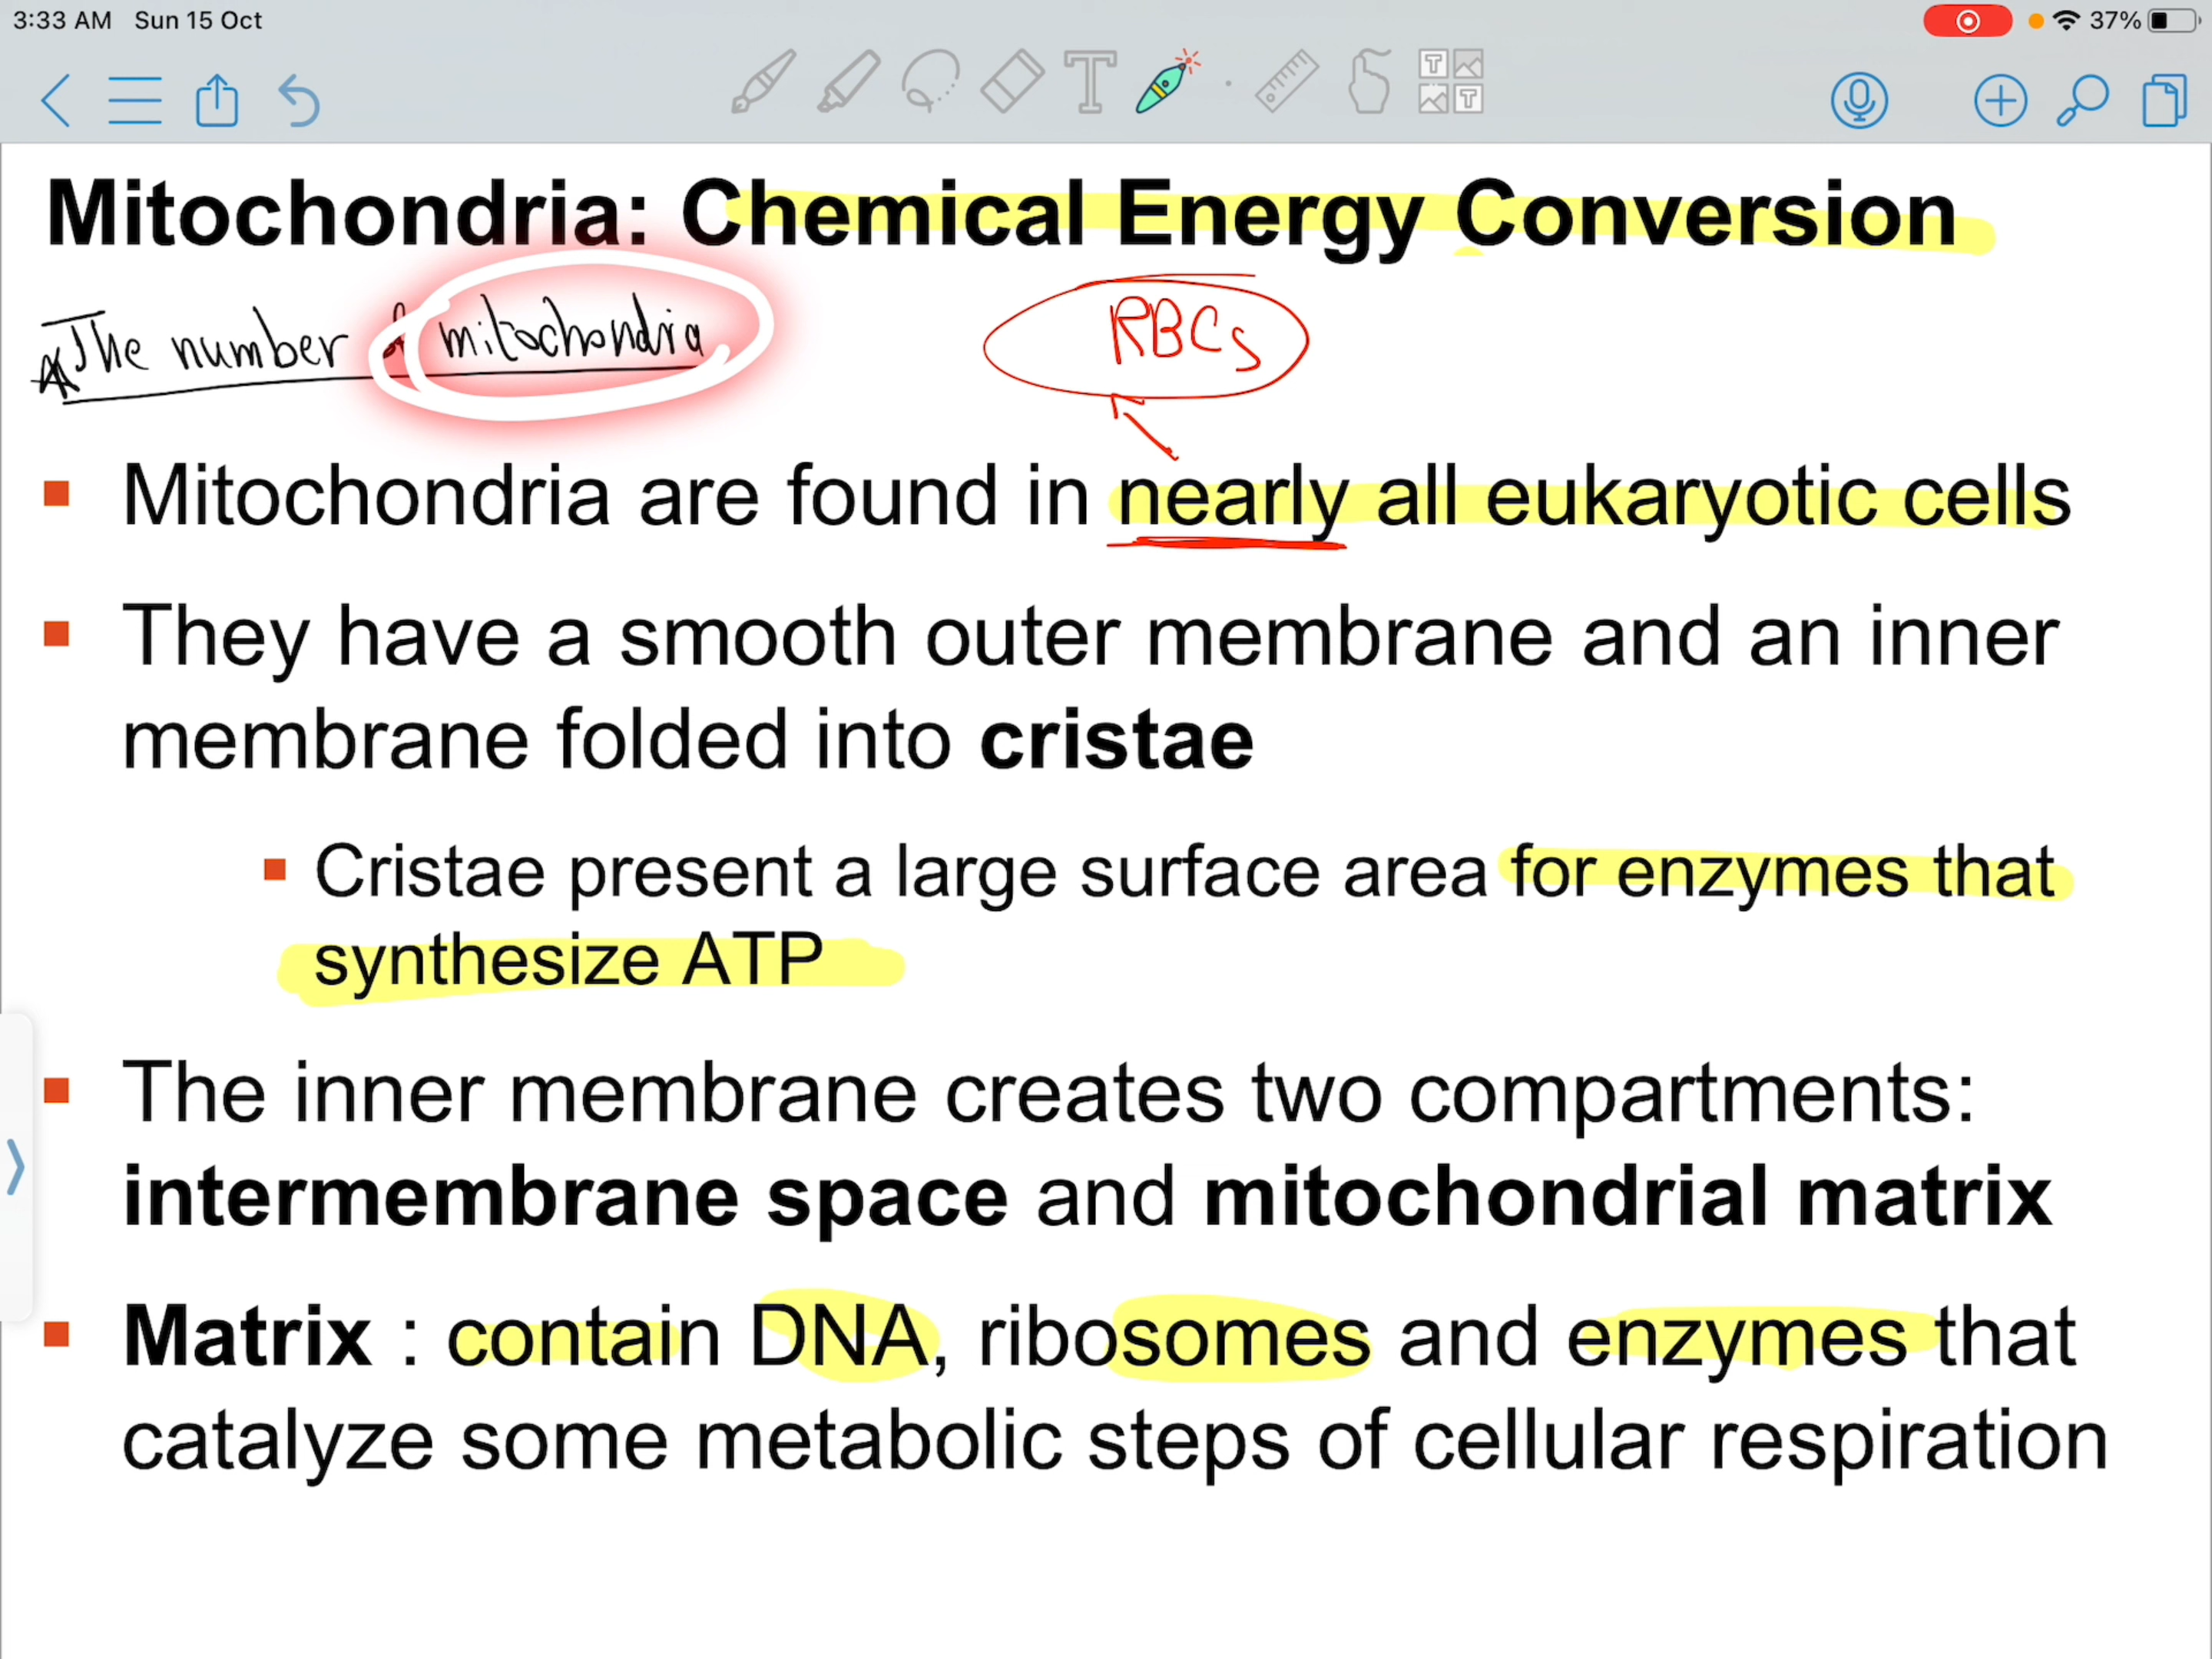 3:33 AM Sun 15 Oct 37%
Mitochondria: Chemical Energy Conversion
The number of mitochondria
RBCs
Mitochondria are found in nearly all eukaryotic cells
They have a smooth outer membrane and an inner
membrane folded into cristae
Cristae present a large surface area for enzymes that
synthesize ATP
The inner membrane creates two compartments:
intermembrane space and mitochondrial matrix
Matrix : contain DNA, ribosomes and enzymes that
catalyze some metabolic steps of cellular respiration